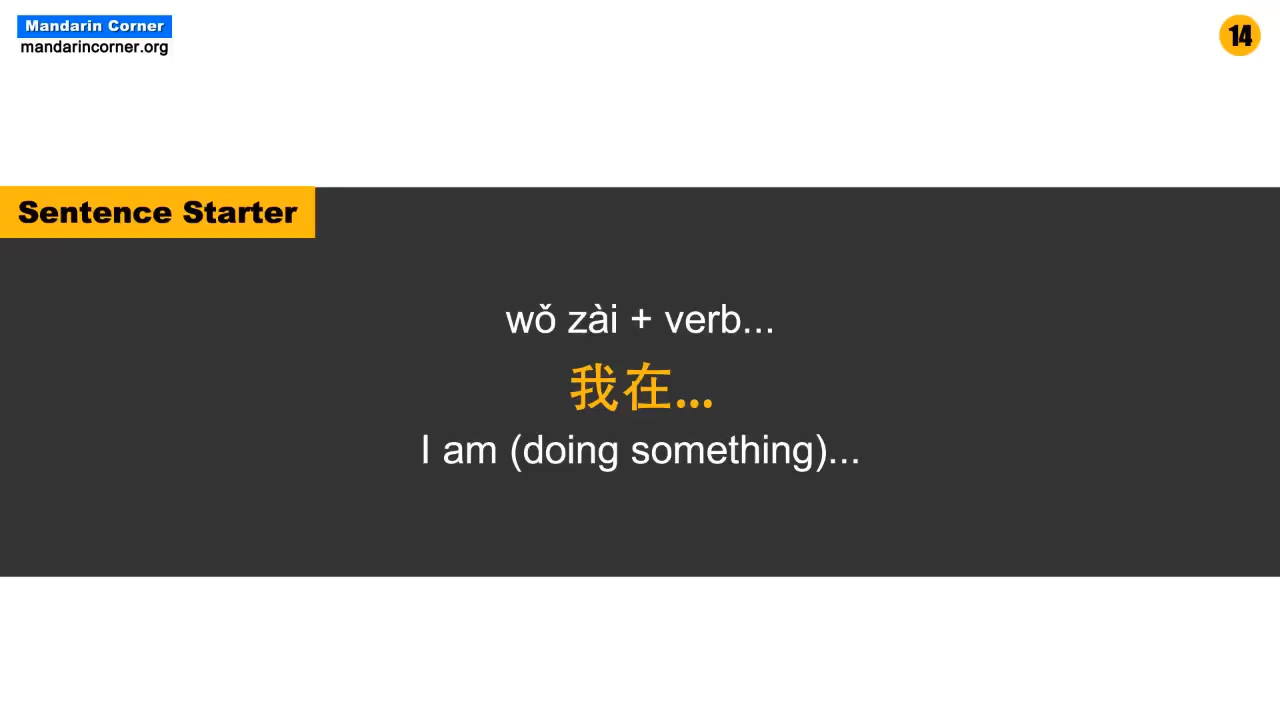 Mandarin Corner
mandarincorner.org
14
Sentence Starter
wǒ zài + verb...
我在...
I am (doing something)...